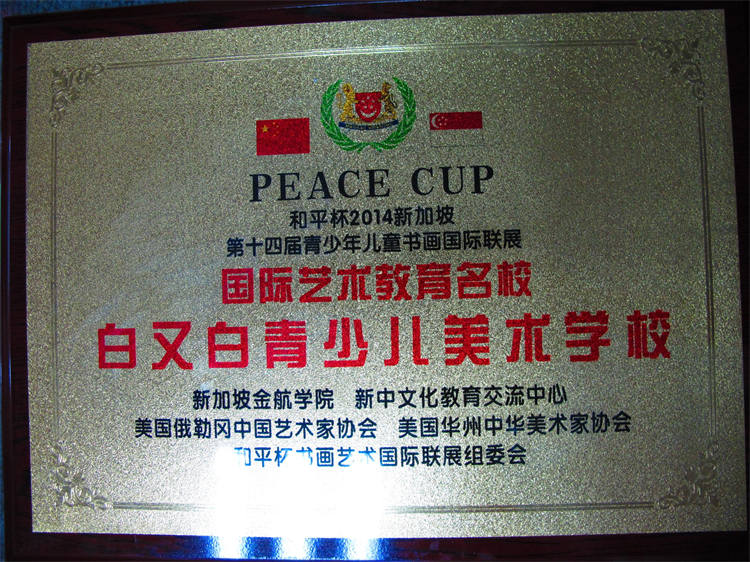 PEACE CUP
和平杯2014新加坡
第十四届青少年儿童书画国际联展
国际艺术教育名校
白又白青少儿美术学校
新加坡金航学院 新中文化教育交流中心
美国俄勒冈中国艺术家协会 美国华州中华美术家协会
和平杯书画艺术国际联展组委会